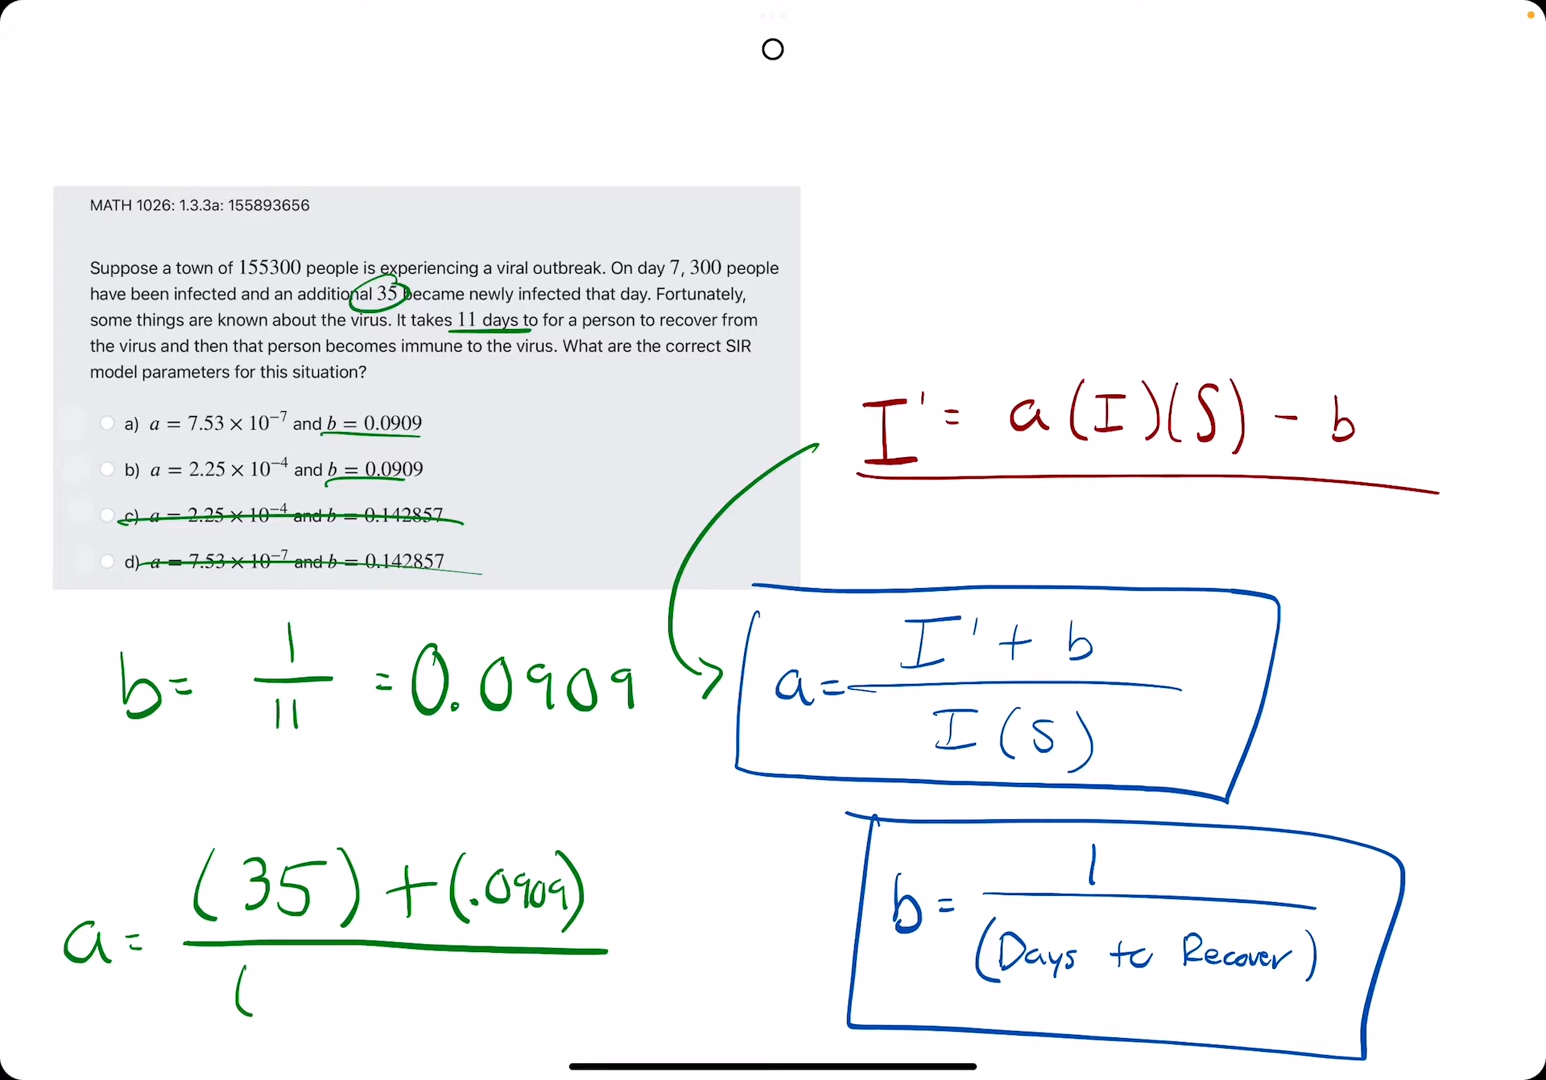 MATH 1026: 1.3.3a: 155893656
Suppose a town of 155300 people is experiencing a viral outbreak. On day 7, 300 people
have been infected and an additional 35 became newly infected that day. Fortunately,
some things are known about the virus. It takes 11 days to for a person to recover from
the virus and then that person becomes immune to the virus. What are the correct SIR
model parameters for this situation?
a) a = 7.53 × 10⁻⁷ and b = 0.0909
b) a = 2.25 × 10⁻⁴ and b = 0.0909
c) a = 2.25 × 10⁻⁴ and b = 0.142857
d) a = 7.53 × 10⁻⁷ and b = 0.142857
I' = a(I)(S) - b
a = (I' + b) / I(S)
b = 1/11 = 0.0909
b = 1 / (Days to Recover)
a = (35) + (.0909) / (